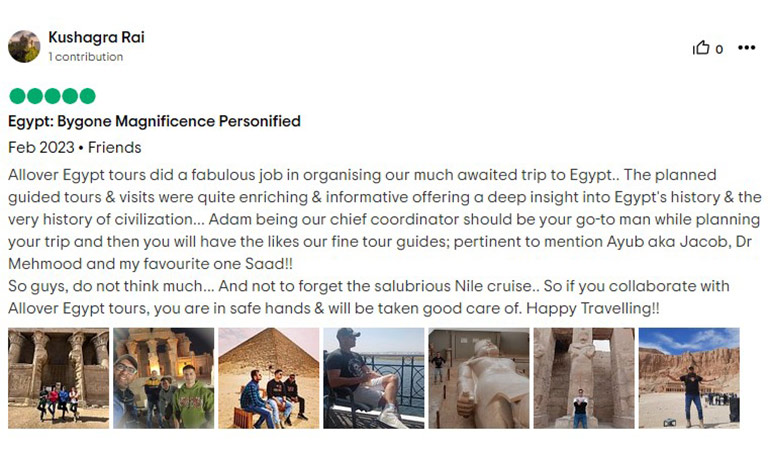 Kushagra Rai
1 contribution
0
Egypt: Bygone Magnificence Personified
Feb 2023 • Friends
Allover Egypt tours did a fabulous job in organising our much awaited trip to Egypt.. The planned
guided tours & visits were quite enriching & informative offering a deep insight into Egypt's history & the
very history of civilization... Adam being our chief coordinator should be your go-to man while planning
your trip and then you will have the likes our fine tour guides; pertinent to mention Ayub aka Jacob, Dr
Mehmood and my favourite one Saad!!
So guys, do not think much... And not to forget the salubrious Nile cruise.. So if you collaborate with
Allover Egypt tours, you are in safe hands & will be taken good care of. Happy Travelling!!